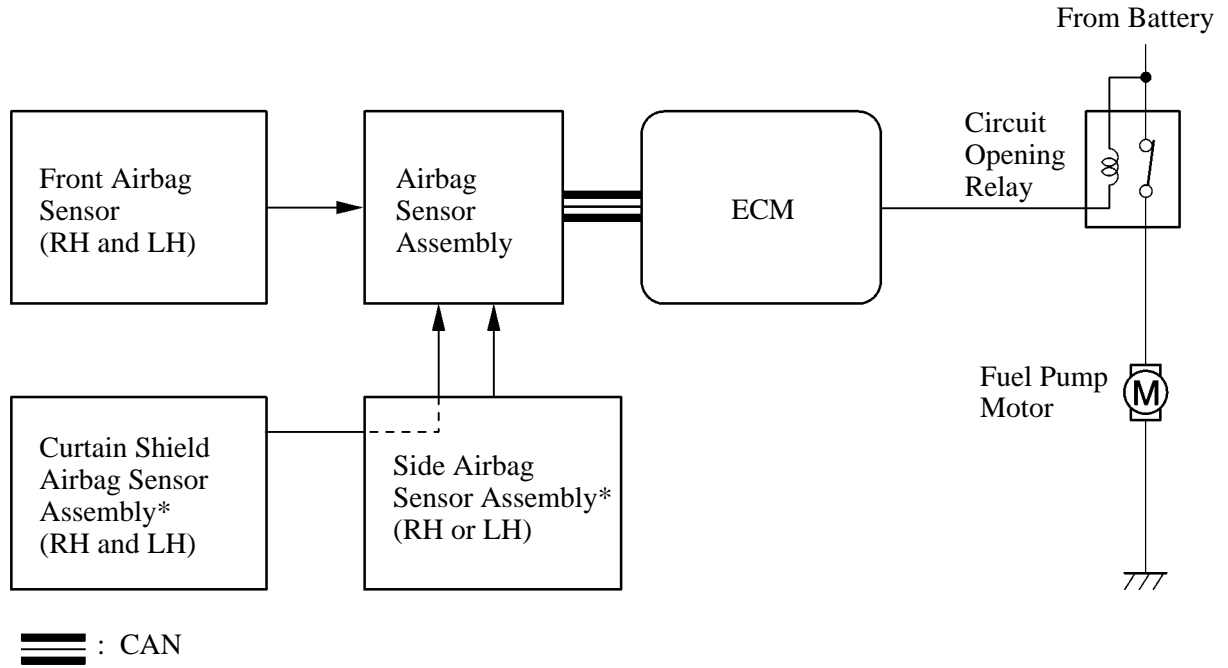 From Battery
Front Airbag
Sensor
(RH and LH)
Airbag
Sensor
Assembly
ECM
Circuit
Opening
Relay
Fuel Pump
Motor
M
Curtain Shield
Airbag Sensor
Assembly*
(RH and LH)
Side Airbag
Sensor Assembly*
(RH or LH)
: CAN